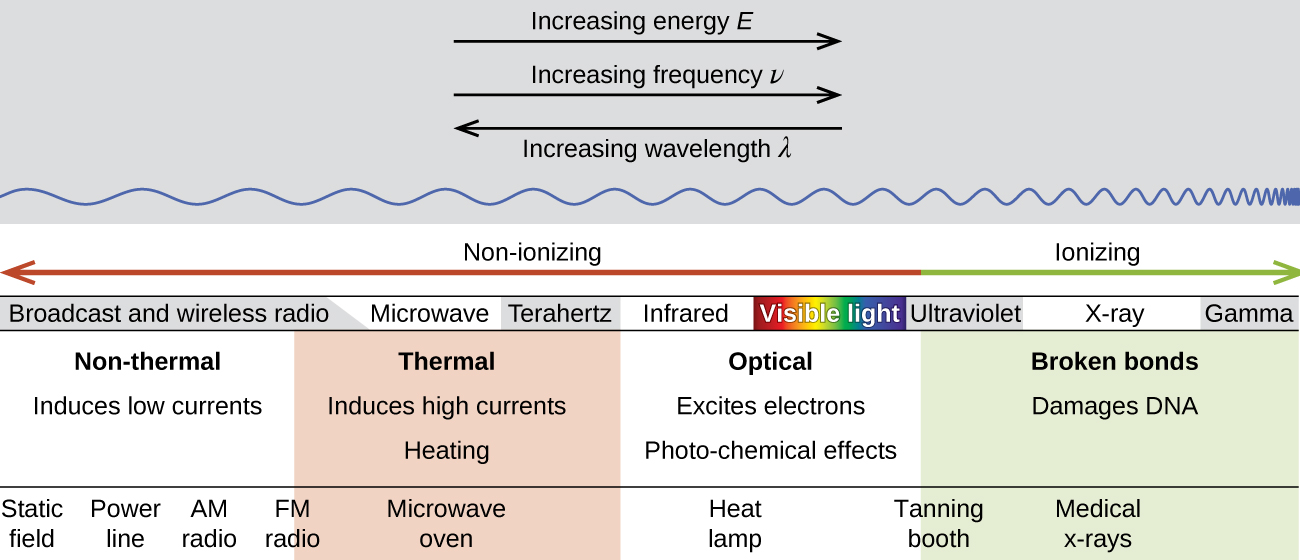 Increasing energy E
Increasing frequency ν
Increasing wavelength λ
Non-ionizing Ionizing
Broadcast and wireless radio Microwave Terahertz Infrared Visible light Ultraviolet X-ray Gamma
Non-thermal Thermal Optical Broken bonds
Induces low currents Induces high currents Excites electrons Damages DNA
Heating Photo-chemical effects
Static Power AM FM Microwave Heat Tanning Medical
field line radio radio oven lamp booth x-rays